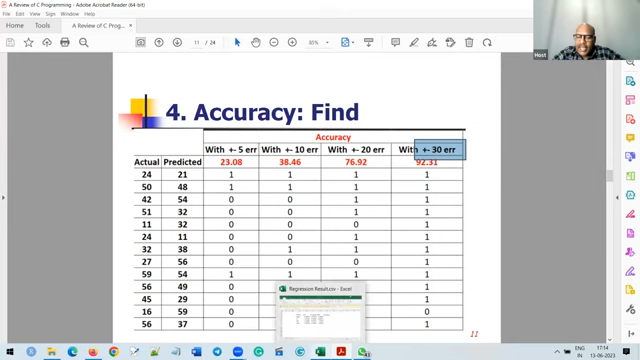 A Review of C Programming.pdf - Adobe Acrobat Reader (64-bit)
File Edit View Sign Window Help
Home Tools A Review of C Prog...
11 / 24 85%
Host
4. Accuracy: Find
Accuracy
With +- 5 err With +- 10 err With +- 20 err With +- 30 err
Actual Predicted 23.08 38.46 76.92 92.31
24 21 1 1 1 1
50 48 1 1 1 1
42 54 0 0 1 1
51 32 0 0 1 1
11 32 0 0 0 1
24 11 0 0 1 1
32 38 0 1 1 1
27 56 0 0 0 1
59 54 1 1 1 1
56 49 0 1
45 29 0 1
16 59 0 0
56 37 0 1
Regression Result.csv - Excel
11
ENG
IN
17:14
13-06-2023